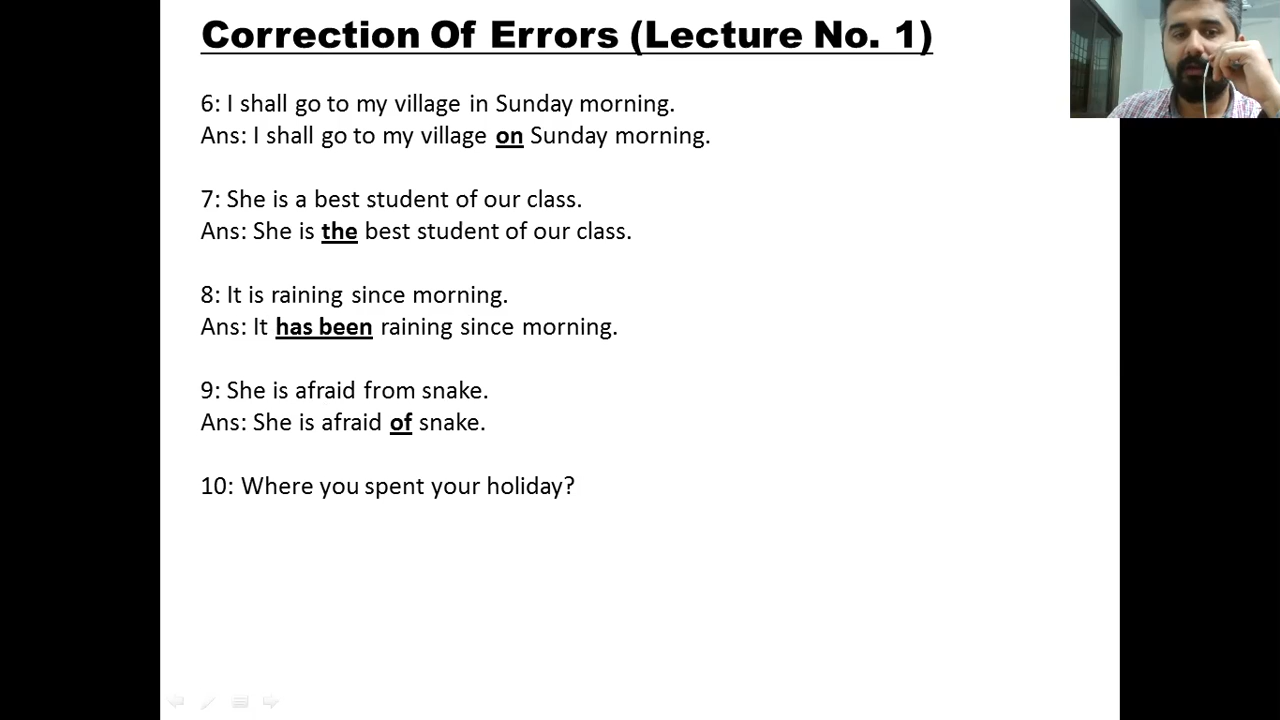 Correction Of Errors (Lecture No. 1)
6: I shall go to my village in Sunday morning.
Ans: I shall go to my village on Sunday morning.
7: She is a best student of our class.
Ans: She is the best student of our class.
8: It is raining since morning.
Ans: It has been raining since morning.
9: She is afraid from snake.
Ans: She is afraid of snake.
10: Where you spent your holiday?